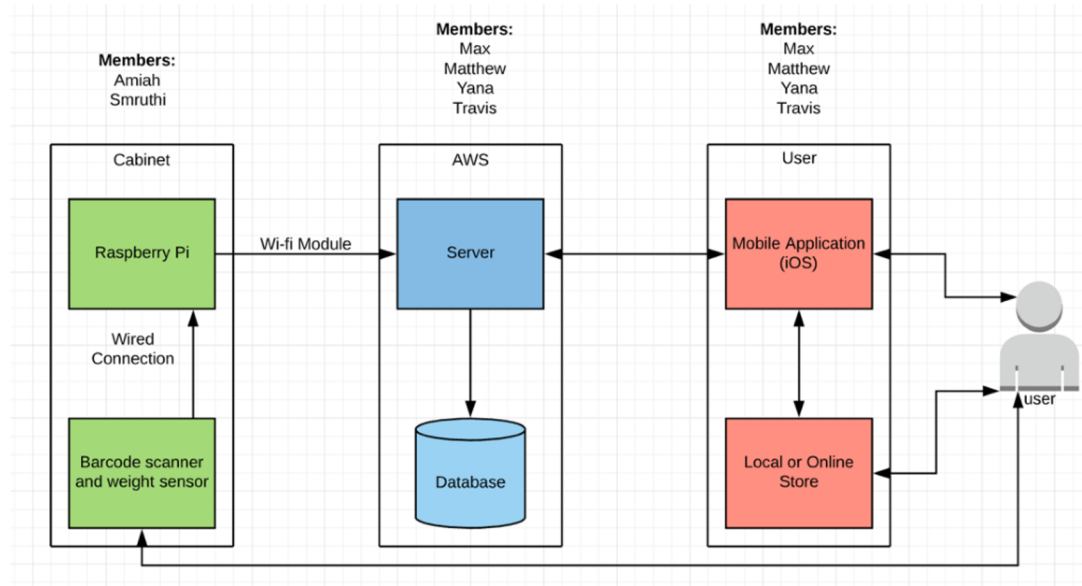 Members:
Amiah
Smruthi
Members:
Max
Matthew
Yana
Travis
Members:
Max
Matthew
Yana
Travis
Cabinet
AWS
User
Raspberry Pi
Wi-fi Module
Server
Mobile Application
(iOS)
Wired
Connection
user
Barcode scanner
and weight sensor
Database
Local or Online
Store